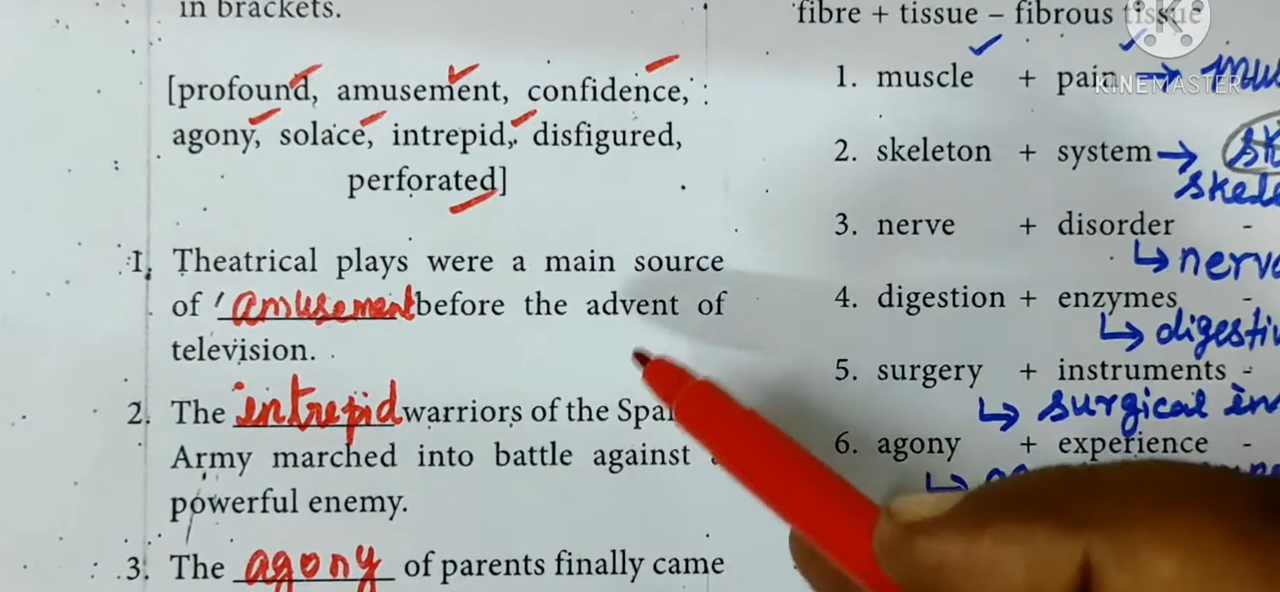 in brackets.
[profound, amusement, confidence,
agony, solace, intrepid, disfigured,
perforated]
1. Theatrical plays were a main source
of amusement before the advent of
television.
2. The intrepid warriors of the
Army marched into battle against
powerful enemy.
3. The agony of parents finally came
fibre + tissue – fibrous tissue
1. muscle + pain →
2. skeleton + system →
3. nerve + disorder -
4. digestion + enzymes -
5. surgery + instruments -
↳ surgical
6. agony + experience -
KINEMASTER